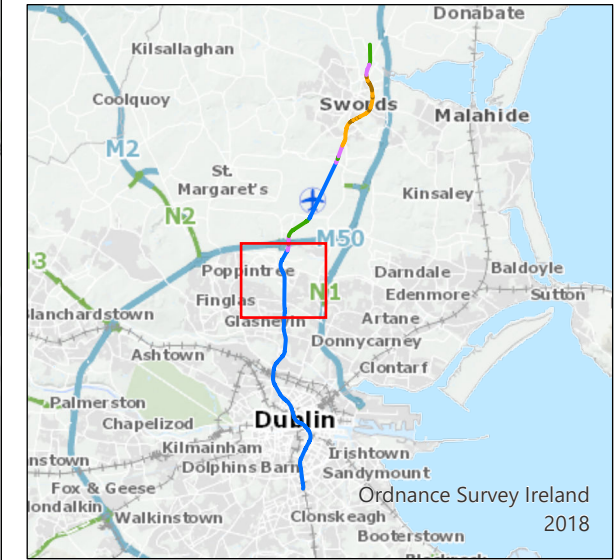 Donabate
Kilsallaghan
Coolquoy
Swords
Malahide
M2
St.
Margaret's
Kinsaley
N2
M50
Poppintree
Darndale
Baldoyle
Finglas
N1
Edenmore
Sutton
Blanchardstown
Glasnevin
Artane
Donnycarney
Ashtown
Clontarf
Palmerston
Chapelizod
Dublin
Kilmainham
Irishtown
Dolphins Barn
Sandymount
Fox & Geese
Walkinstown
Clonskeagh
Booterstown
Ordnance Survey Ireland
2018